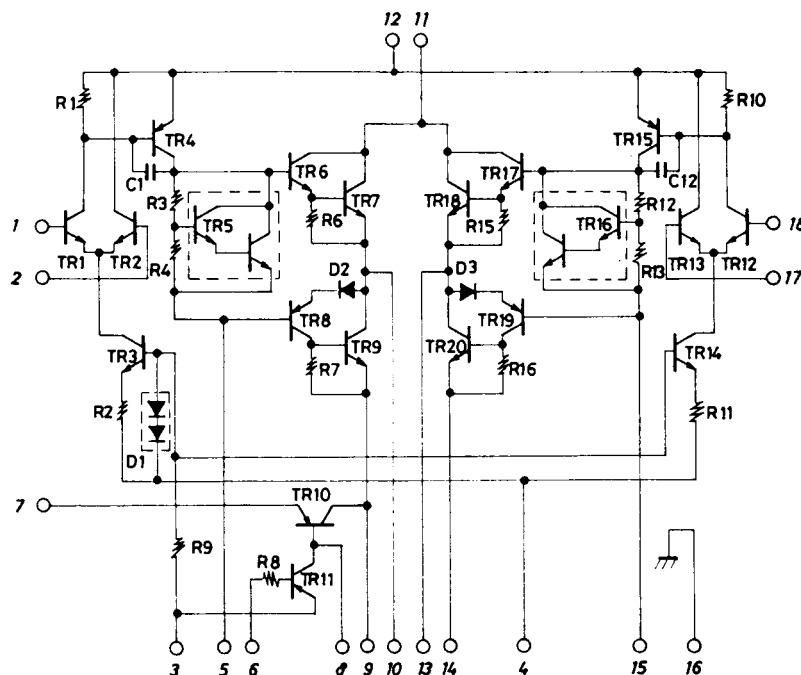 12 11
R1 R10
TR4 TR15
C1 TR6 TR7 TR17 TR18 C12
R3 TR5 R6 R15 TR16 R12
1 18
TR1 TR2 R4 R13 TR13 TR12
2 17
D2 D3
TR8 TR19
TR3 TR9 TR20 TR14
R7 R16
R2 R11
D1
7 TR10
R9 R8 TR11
3 5 6 8 9 10 13 14 4 15 16